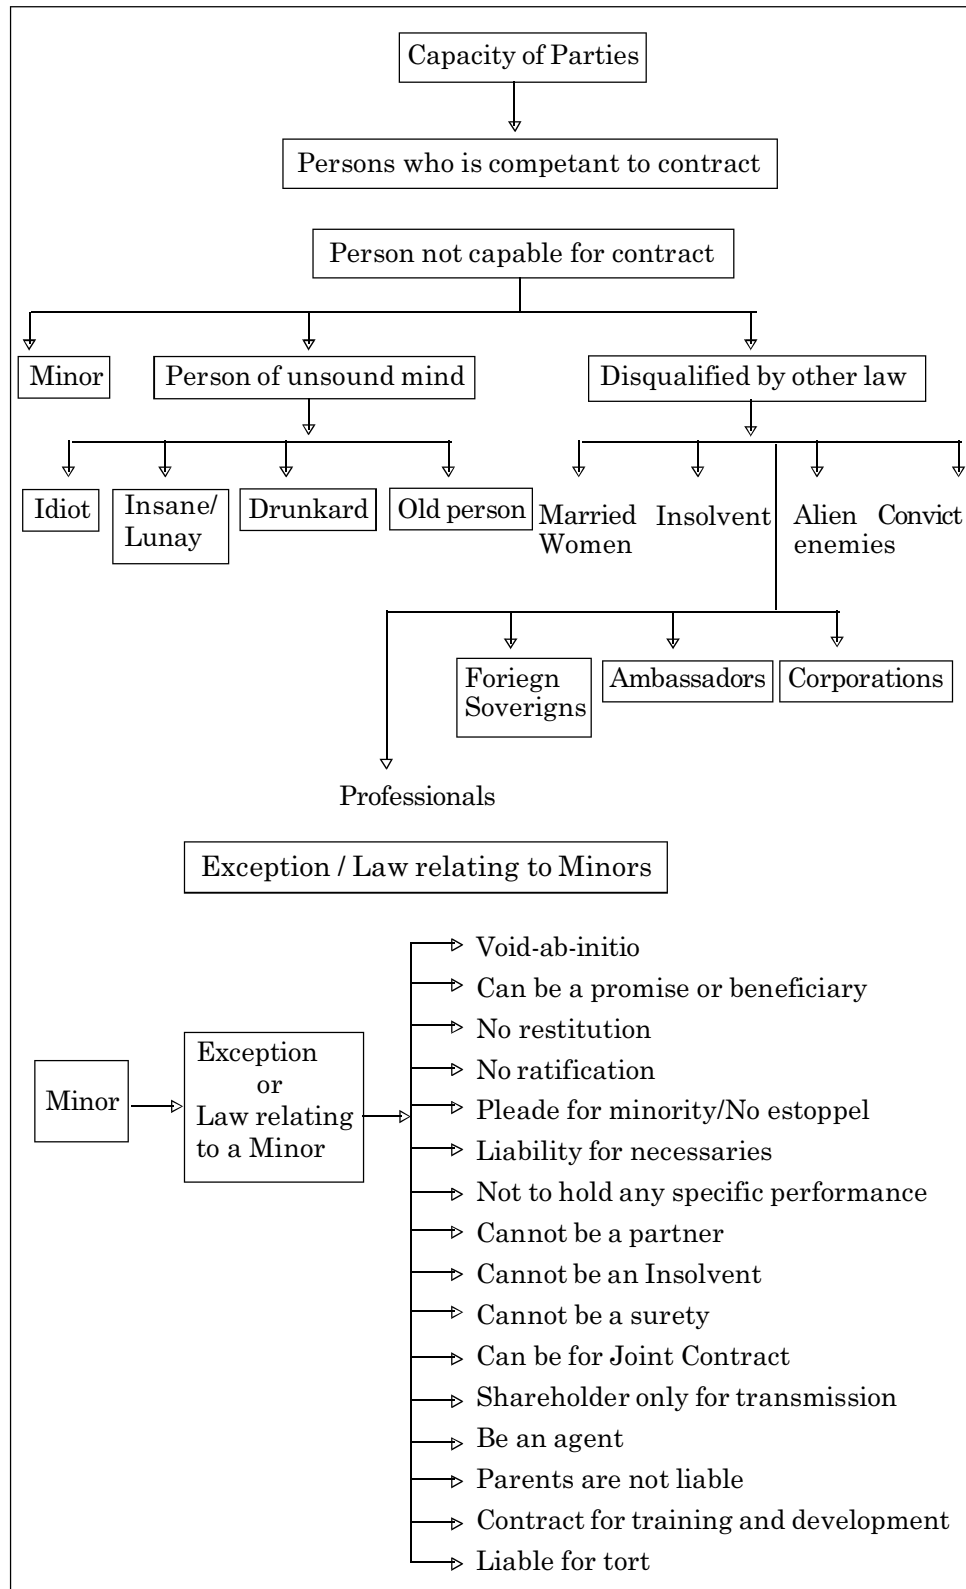 Capacity of Parties
Persons who is competant to contract
Person not capable for contract
Minor
Person of unsound mind
Disqualified by other law
Idiot
Insane/
Lunay
Drunkard
Old person
Married
Women
Insolvent
Alien
enemies
Convict
Foriegn
Soverigns
Ambassadors
Corporations
Professionals
Exception / Law relating to Minors
Minor
Exception
or
Law relating
to a Minor
Void-ab-initio
Can be a promise or beneficiary
No restitution
No ratification
Pleade for minority/No estoppel
Liability for necessaries
Not to hold any specific performance
Cannot be a partner
Cannot be an Insolvent
Cannot be a surety
Can be for Joint Contract
Shareholder only for transmission
Be an agent
Parents are not liable
Contract for training and development
Liable for tort